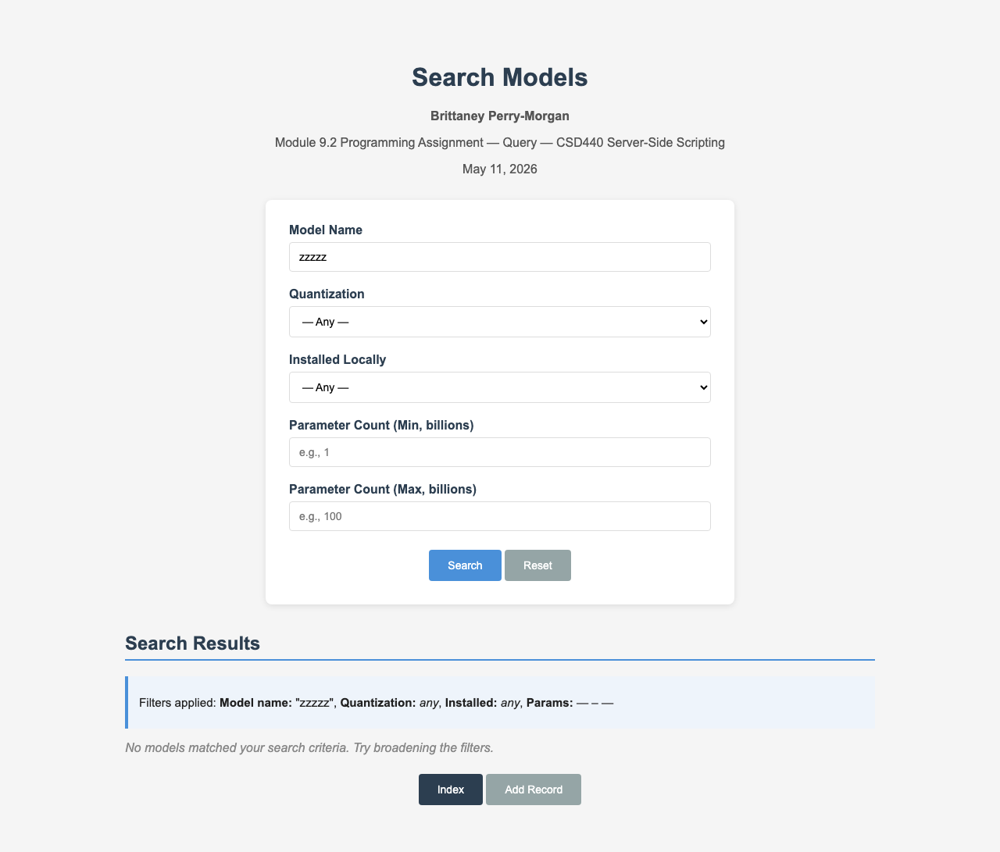 Search Models
Brittaney Perry-Morgan
Module 9.2 Programming Assignment — Query — CSD440 Server-Side Scripting
May 11, 2026
Model Name
zzzzz
Quantization
— Any —
Installed Locally
— Any —
Parameter Count (Min, billions)
e.g., 1
Parameter Count (Max, billions)
e.g., 100
Search Reset
Search Results
Filters applied: Model name: "zzzzz", Quantization: any, Installed: any, Params: — – —
No models matched your search criteria. Try broadening the filters.
Index Add Record